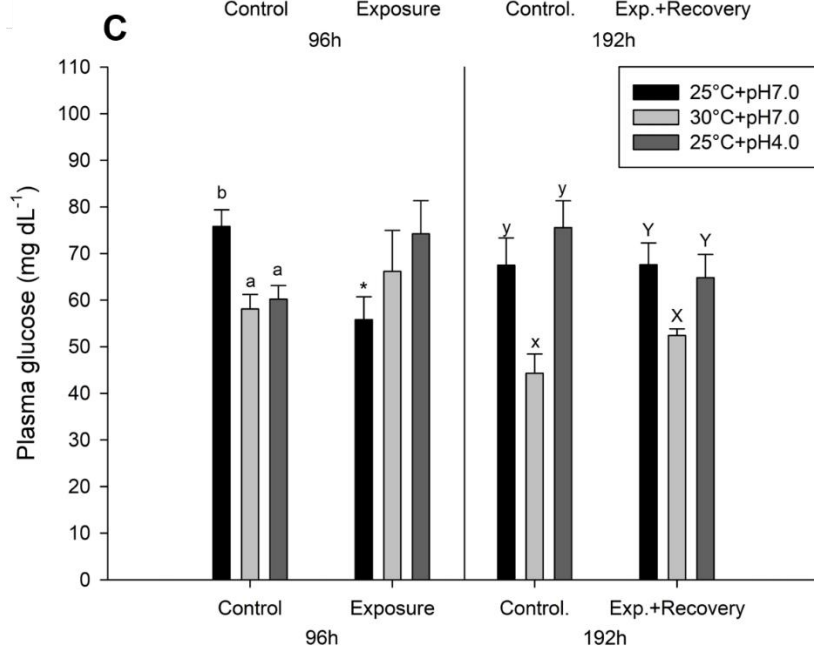 Control Exposure Control. Exp.+Recovery
C
96h 192h
110
25°C+pH7.0
100
30°C+pH7.0
90
25°C+pH4.0
80
70
60
50
40
30
20
10
0
Plasma glucose (mg dL⁻¹)
b
a a
*
y y
x
Y Y
X
Control Exposure Control. Exp.+Recovery
96h 192h